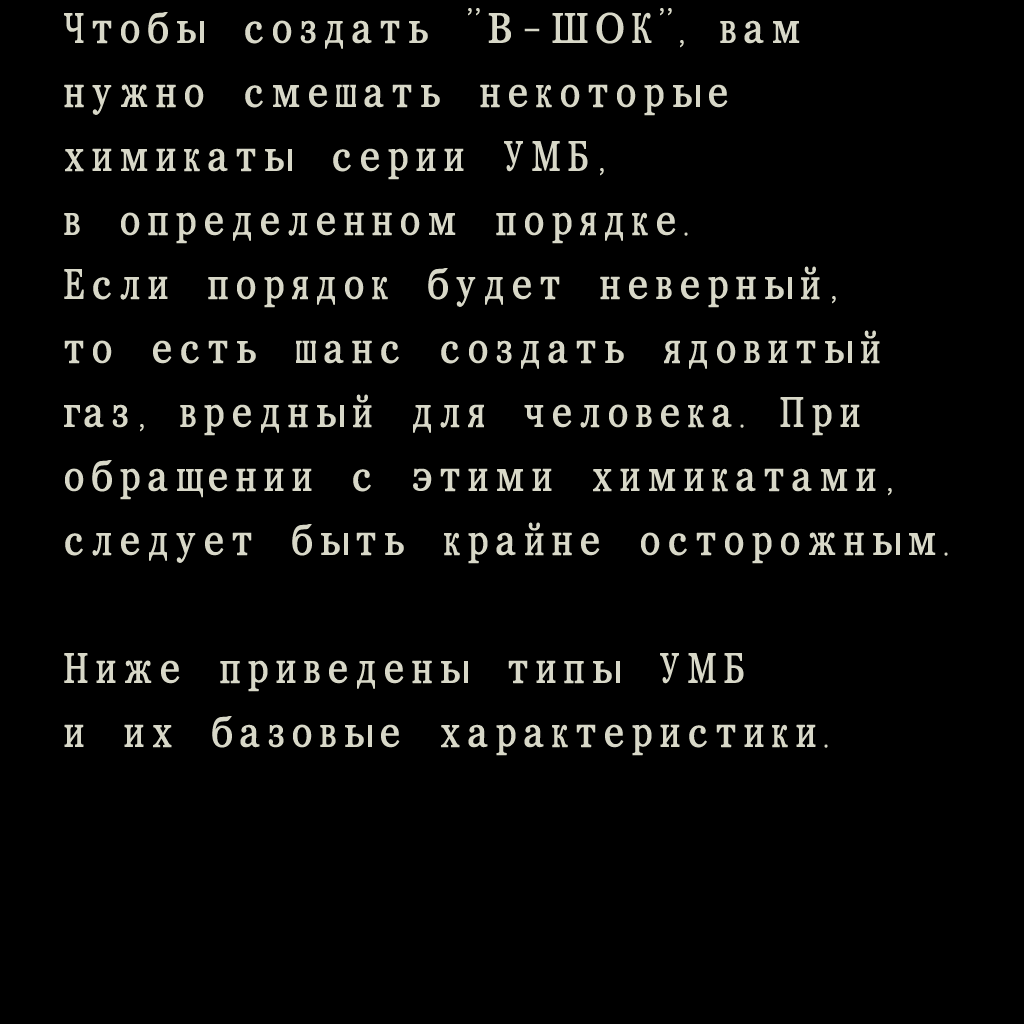 Чтобы создать ”В-ШОК”, вам
нужно смешать некоторые
химикаты серии УМБ,
в определенном порядке.
Если порядок будет неверный,
то есть шанс создать ядовитый
газ, вредный для человека. При
обращении с этими химикатами,
следует быть крайне осторожным.
Ниже приведены типы УМБ
и их базовые характеристики.